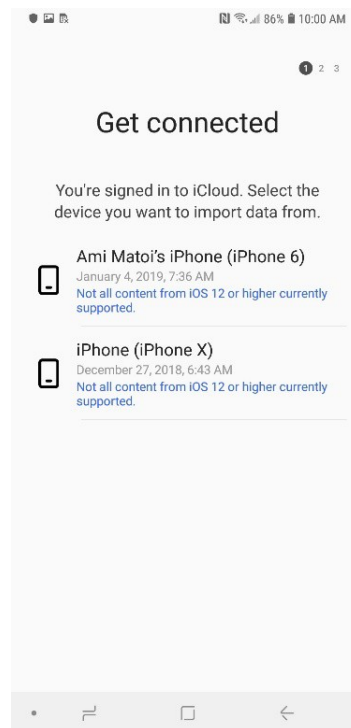 86% 10:00 AM
1 2 3
Get connected
You're signed in to iCloud. Select the
device you want to import data from.
Ami Matoi's iPhone (iPhone 6)
January 4, 2019, 7:36 AM
Not all content from iOS 12 or higher currently
supported.
iPhone (iPhone X)
December 27, 2018, 6:43 AM
Not all content from iOS 12 or higher currently
supported.